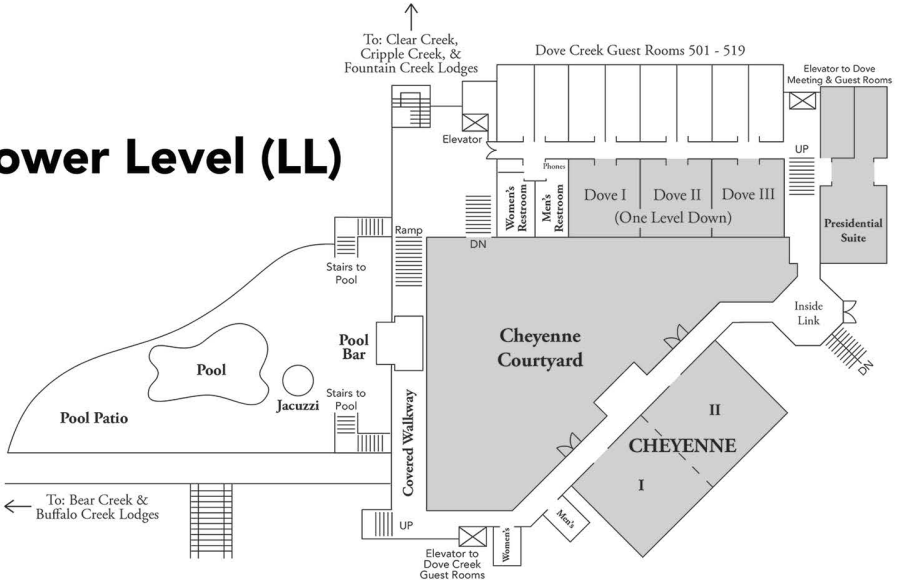 To: Clear Creek,
Cripple Creek, &
Fountain Creek Lodges
Dove Creek Guest Rooms 501 - 519
Elevator to Dove
Meeting & Guest Rooms
ower Level (LL)
Elevator
Phones
UP
Women's
Restroom
Men's
Restroom
Dove I
Dove II
Dove III
(One Level Down)
Presidential
Suite
Ramp
DN
Stairs to
Pool
Inside
Link
DN
Pool
Bar
Cheyenne
Courtyard
Pool
Jacuzzi
Stairs to
Pool
Pool Patio
Covered Walkway
II
CHEYENNE
I
To: Bear Creek &
Buffalo Creek Lodges
UP
Men's
Women's
Elevator to
Dove Creek
Guest Rooms